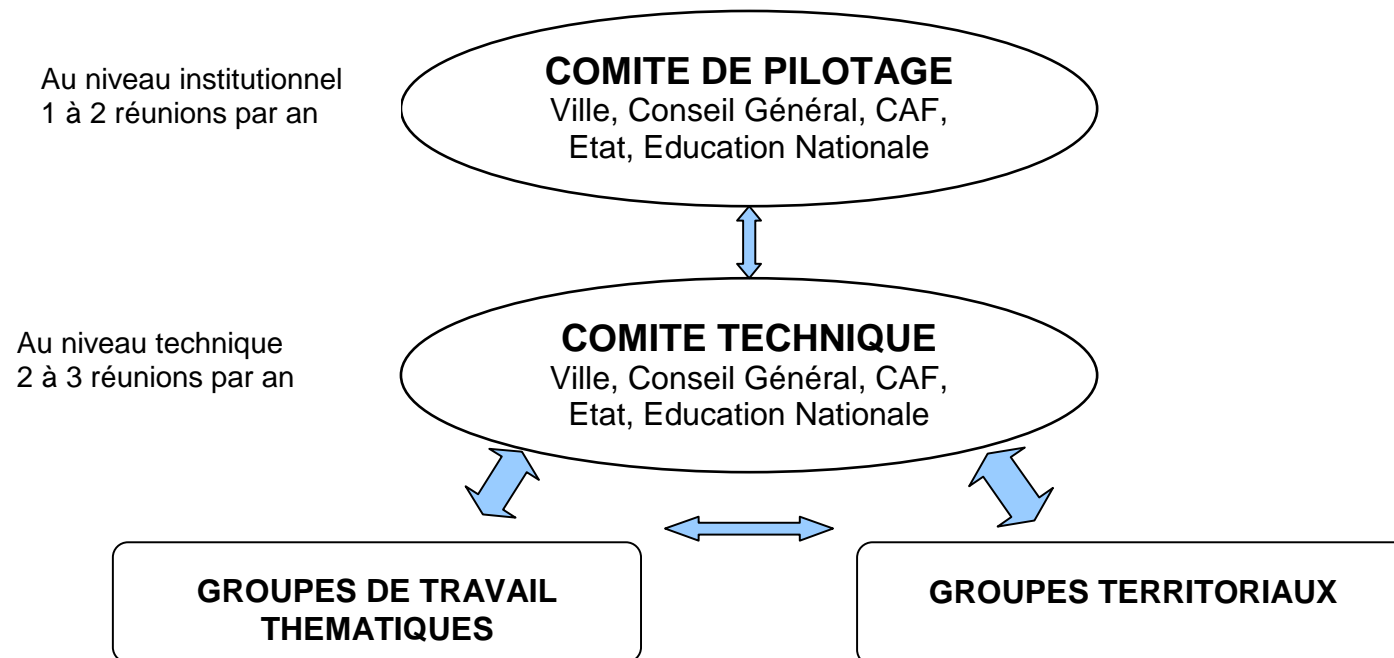 Au niveau institutionnel
1 à 2 réunions par an
COMITE DE PILOTAGE
Ville, Conseil Général, CAF,
Etat, Education Nationale
Au niveau technique
2 à 3 réunions par an
COMITE TECHNIQUE
Ville, Conseil Général, CAF,
Etat, Education Nationale
GROUPES DE TRAVAIL
THEMATIQUES
GROUPES TERRITORIAUX